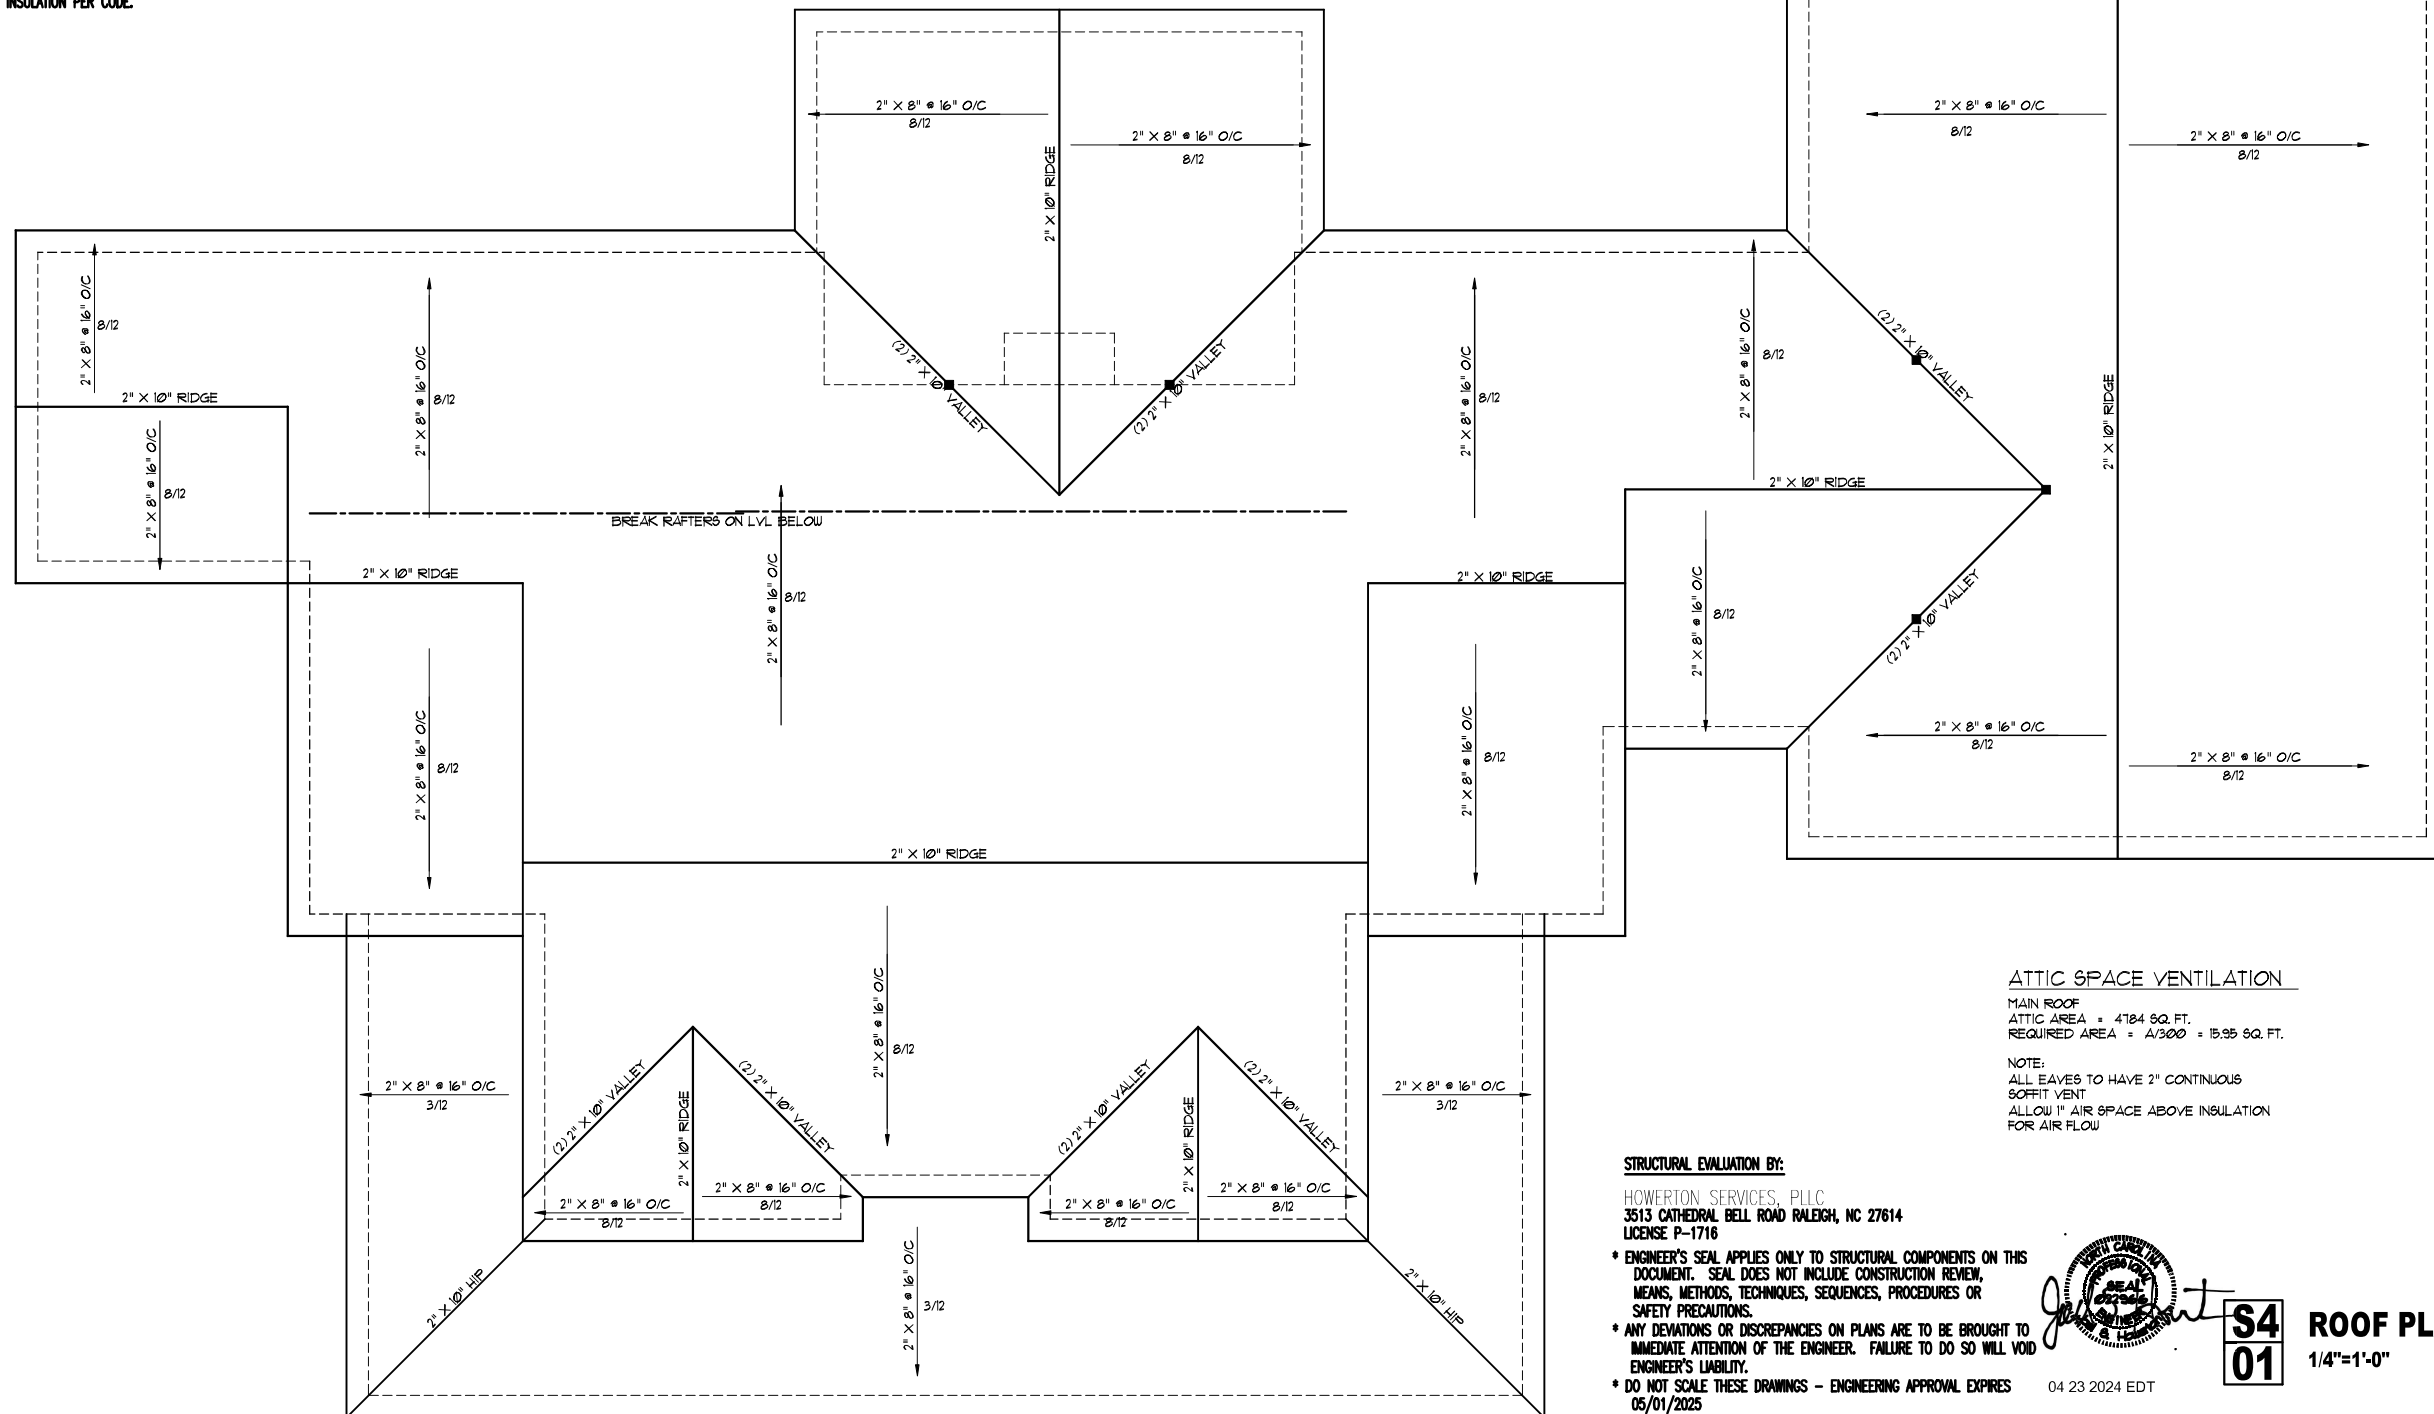 INSULATION PER CODE.
2" X 8" @ 16" O/C
8/12
2" X 8" @ 16" O/C
8/12
2" X 10" RIDGE
2" X 8" @ 16" O/C
8/12
2" X 8" @ 16" O/C
8/12
2" X 10" RIDGE
2" X 8" @ 16" O/C
8/12
2" X 8" @ 16" O/C
8/12
2" X 10" RIDGE
2" X 8" @ 16" O/C
8/12
(2) 2" X 10" VALLEY
(2) 2" X 10" VALLEY
2" X 8" @ 16" O/C
8/12
2" X 8" @ 16" O/C
8/12
(2) 2" X 10" VALLEY
2" X 10" RIDGE
BREAK RAFTERS ON LVL BELOW
2" X 10" RIDGE
2" X 8" @ 16" O/C
8/12
2" X 10" RIDGE
2" X 8" @ 16" O/C
8/12
(2) 2" X 10" VALLEY
2" X 8" @ 16" O/C
8/12
2" X 8" @ 16" O/C
8/12
2" X 8" @ 16" O/C
8/12
2" X 8" @ 16" O/C
8/12
2" X 10" RIDGE
2" X 8" @ 16" O/C
8/12
2" X 8" @ 16" O/C
3/12
(2) 2" X 10" VALLEY
2" X 10" RIDGE
(2) 2" X 10" VALLEY
2" X 8" @ 16" O/C
8/12
2" X 8" @ 16" O/C
8/12
(2) 2" X 10" VALLEY
2" X 10" RIDGE
(2) 2" X 10" VALLEY
2" X 8" @ 16" O/C
8/12
2" X 8" @ 16" O/C
8/12
2" X 8" @ 16" O/C
3/12
2" X 10" HIP
2" X 8" @ 16" O/C
3/12
2" X 10" HIP
ATTIC SPACE VENTILATION
MAIN ROOF
ATTIC AREA = 4784 SQ. FT.
REQUIRED AREA = A/300 = 15.95 SQ. FT.
NOTE:
ALL EAVES TO HAVE 2" CONTINUOUS
SOFFIT VENT
ALLOW 1" AIR SPACE ABOVE INSULATION
FOR AIR FLOW
STRUCTURAL EVALUATION BY:
HOWERTON SERVICES, PLLC
3513 CATHEDRAL BELL ROAD RALEIGH, NC 27614
LICENSE P-1716
* ENGINEER'S SEAL APPLIES ONLY TO STRUCTURAL COMPONENTS ON THIS
DOCUMENT. SEAL DOES NOT INCLUDE CONSTRUCTION REVIEW,
MEANS, METHODS, TECHNIQUES, SEQUENCES, PROCEDURES OR
SAFETY PRECAUTIONS.
* ANY DEVIATIONS OR DISCREPANCIES ON PLANS ARE TO BE BROUGHT TO
IMMEDIATE ATTENTION OF THE ENGINEER. FAILURE TO DO SO WILL VOID
ENGINEER'S LIABILITY.
* DO NOT SCALE THESE DRAWINGS - ENGINEERING APPROVAL EXPIRES
05/01/2025
NORTH CAROLINA
PROFESSIONAL
SEAL
ENGINEER
04 23 2024 EDT
S4
01
ROOF PL
1/4"=1'-0"